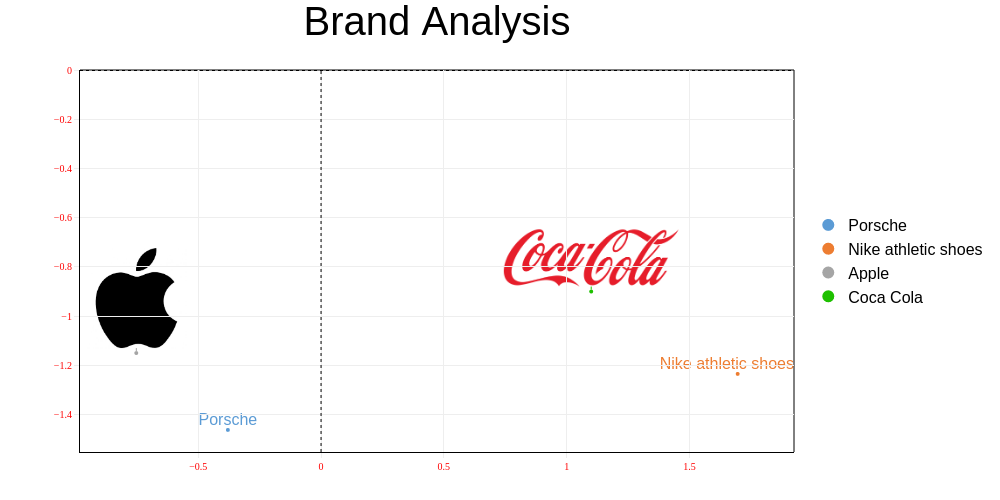 Brand Analysis
0
−0.2
−0.4
−0.6
−0.8
−1
−1.2
−1.4
Coca-Cola
Nike athletic shoes
Porsche
−0.5
0
0.5
1
1.5
Porsche
Nike athletic shoes
Apple
Coca Cola